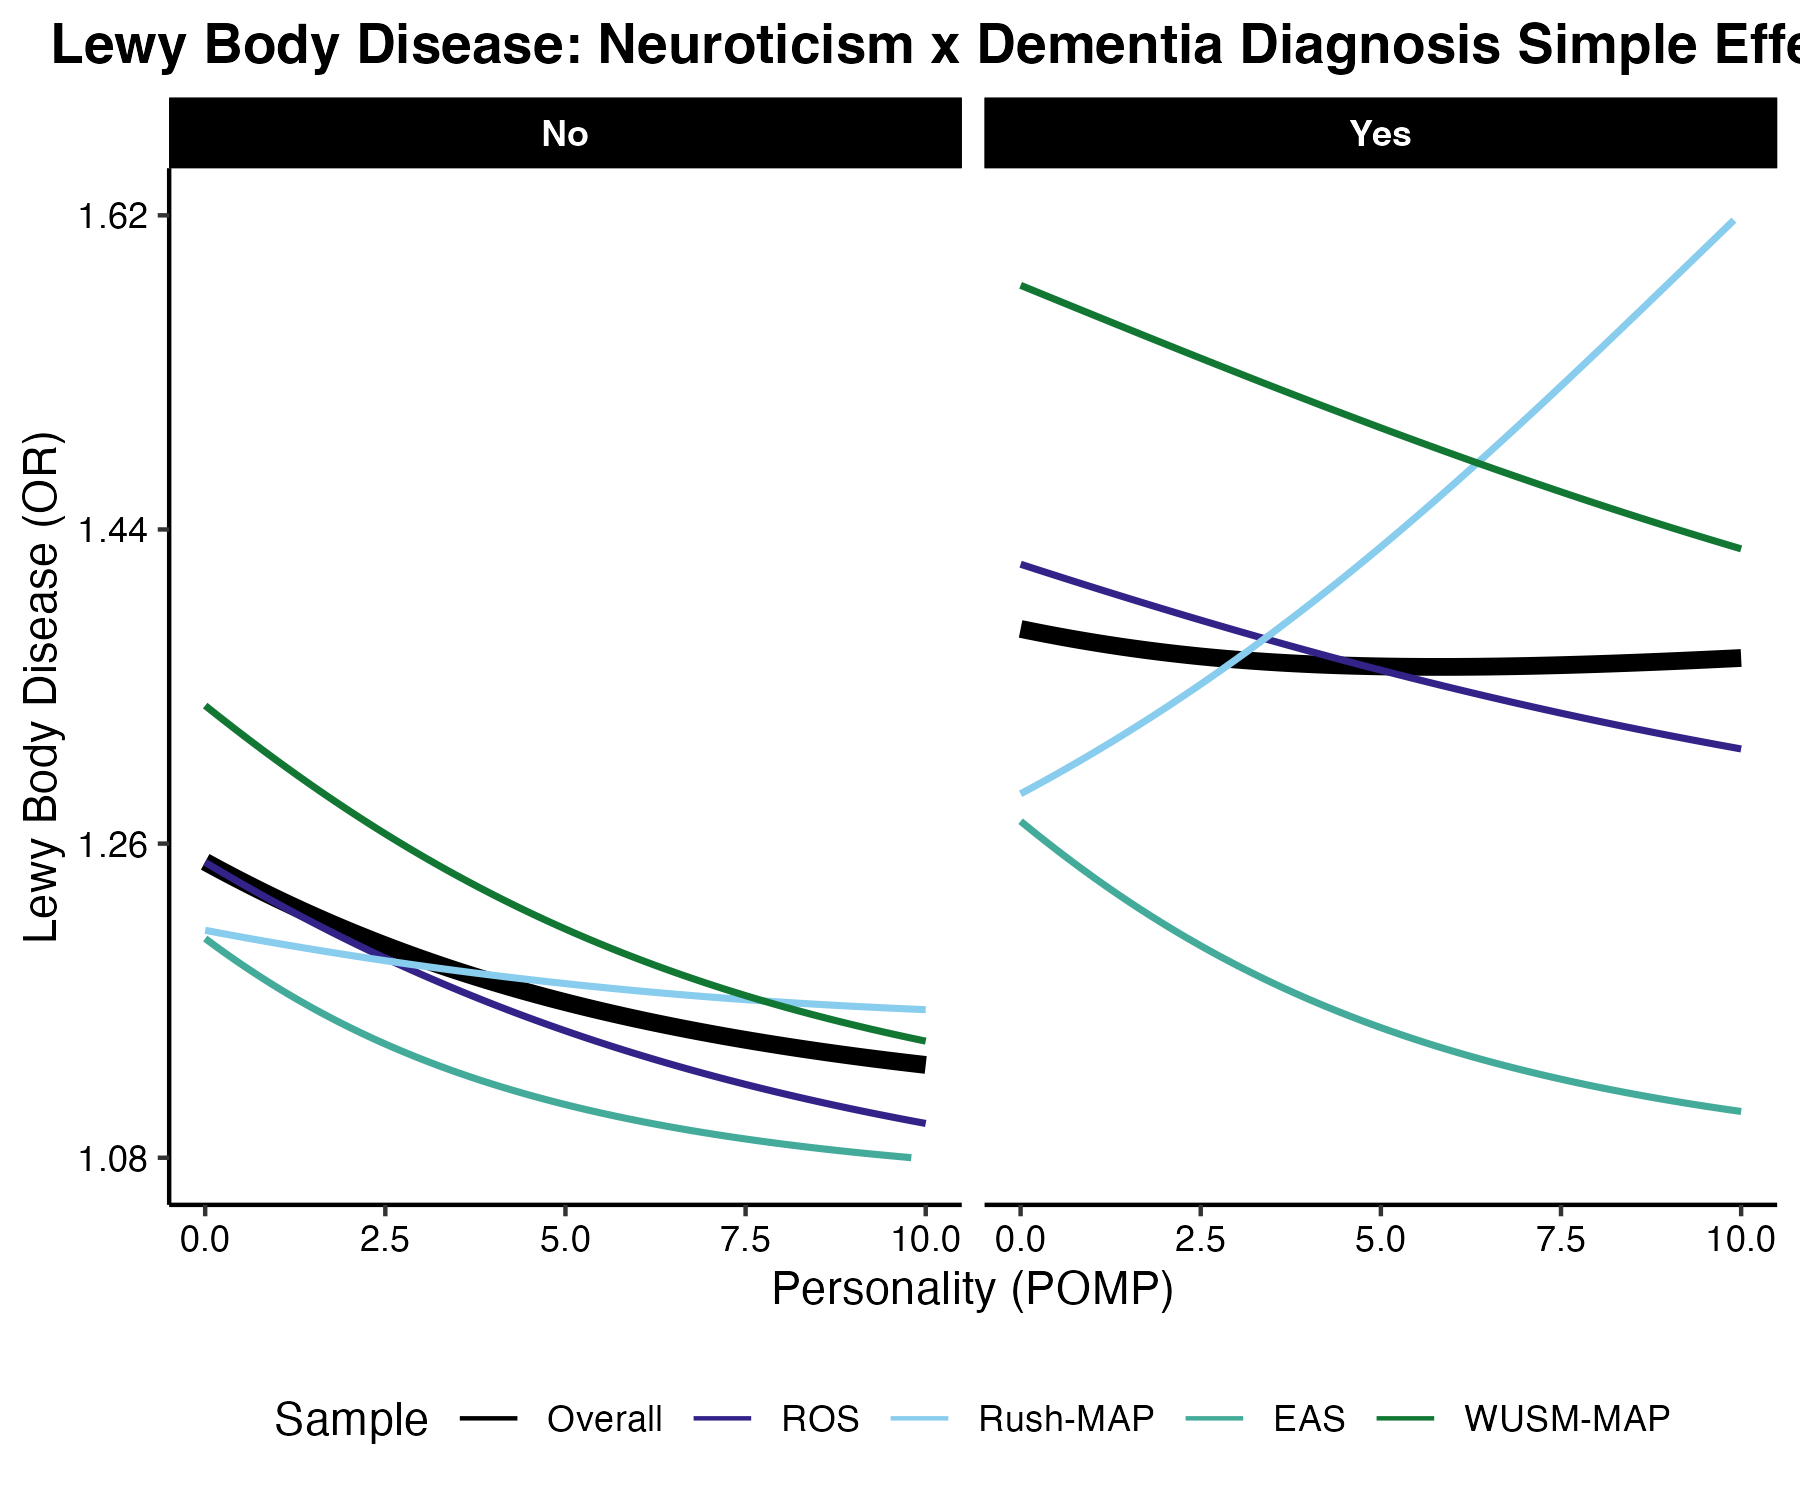 Lewy Body Disease: Neuroticism x Dementia Diagnosis Simple Effe
No
Yes
Lewy Body Disease (OR)
1.62
1.44
1.26
1.08
0.0 2.5 5.0 7.5 10.0 0.0 2.5 5.0 7.5 10.0
Personality (POMP)
Sample Overall ROS Rush-MAP EAS WUSM-MAP